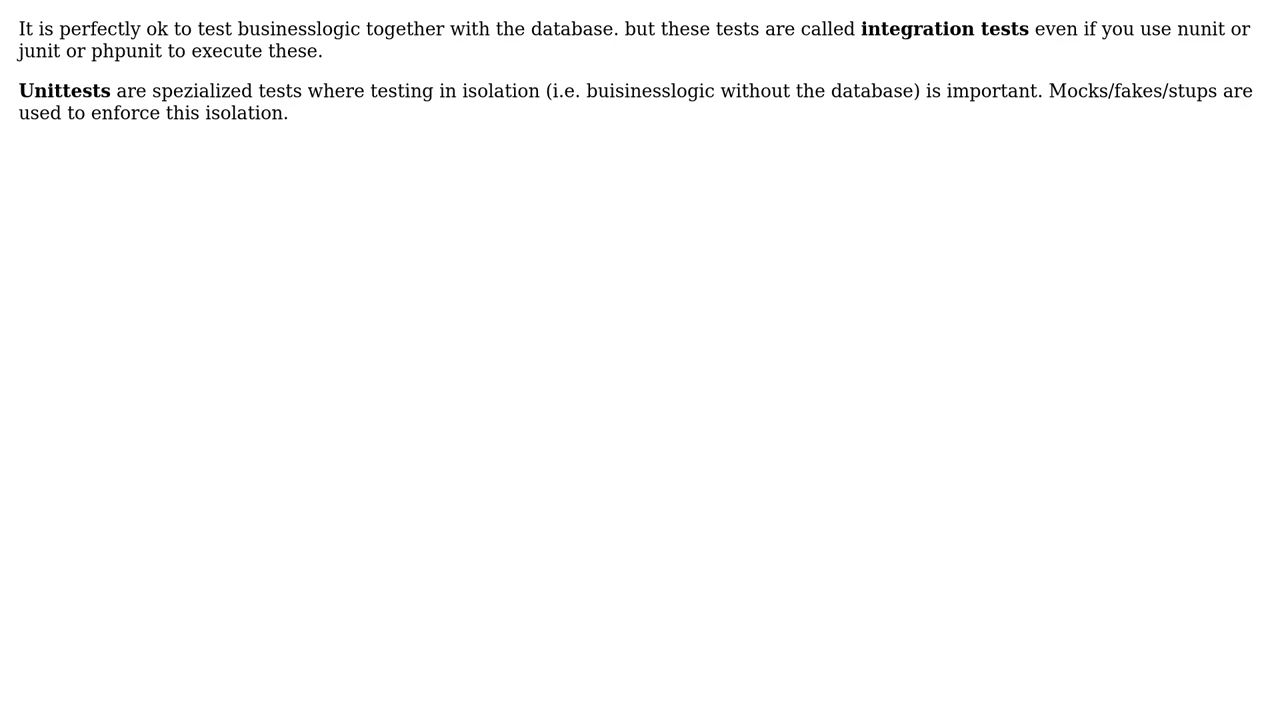 It is perfectly ok to test businesslogic together with the database. but these tests are called integration tests even if you use nunit or
junit or phpunit to execute these.
Unittests are spezialized tests where testing in isolation (i.e. buisinesslogic without the database) is important. Mocks/fakes/stups are
used to enforce this isolation.